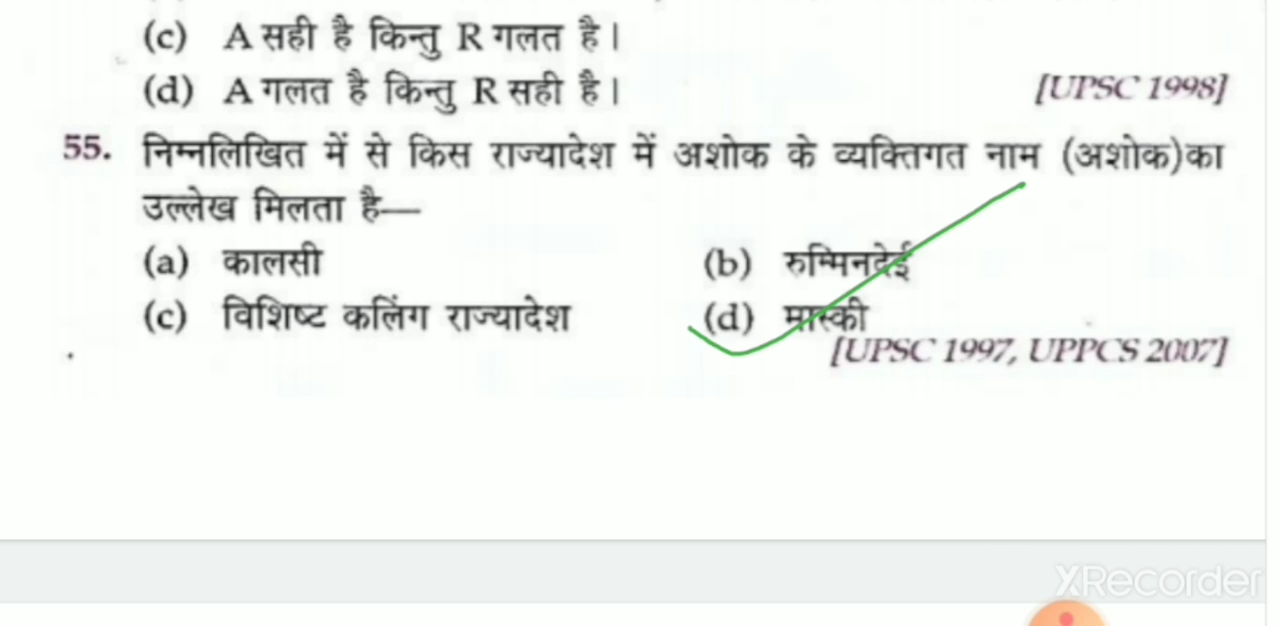 (c) A सही है किन्तु R गलत है।
(d) A गलत है किन्तु R सही है। [UPSC 1998]
55. निम्नलिखित में से किस राज्यादेश में अशोक के व्यक्तिगत नाम (अशोक)का
उल्लेख मिलता है—
(a) कालसी (b) रुम्मिनदेई
(c) विशिष्ट कलिंग राज्यादेश (d) मास्की
[UPSC 1997, UPPCS 2007]
XRecorder